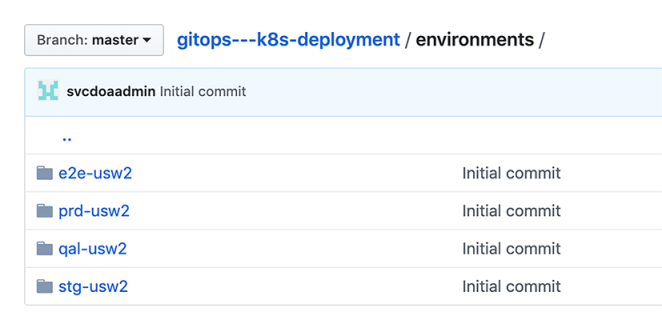 Branch: master gitops---k8s-deployment / environments /
svcdoaadmin Initial commit
..
e2e-usw2 Initial commit
prd-usw2 Initial commit
qal-usw2 Initial commit
stg-usw2 Initial commit